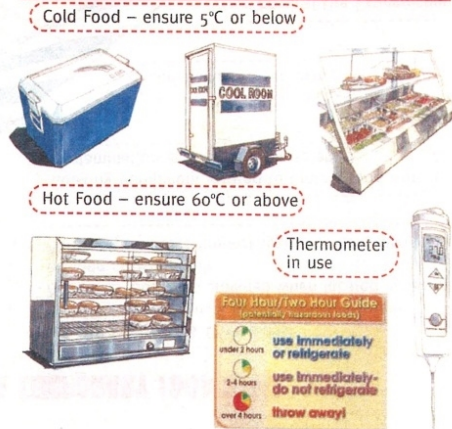 Cold Food – ensure 5°C or below
COOL ROOM
Hot Food – ensure 60°C or above
Thermometer
in use
Four Hour/Two Hour Guide
(potentially hazardous foods)
under 2 hours
use immediately
or refrigerate
2-4 hours
use immediately-
do not refrigerate
over 4 hours
throw away!